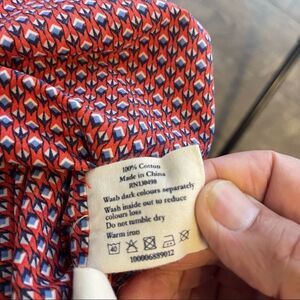 100% Cotton
Made in China
RN130498
Wash dark colours separately
Wash inside out to reduce
colours loss
Do not tumble dry
Warm iron
40
100006889012